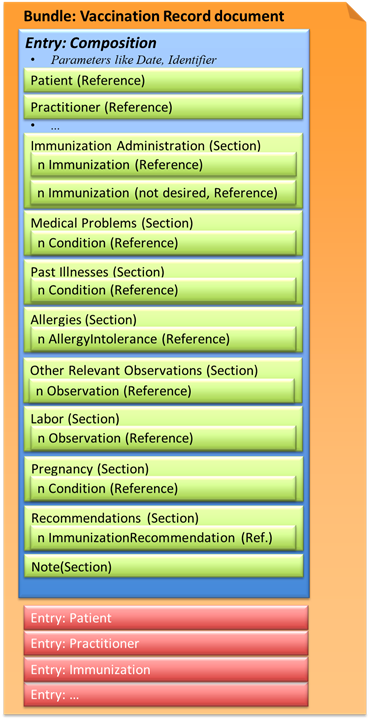 Bundle: Vaccination Record document
Entry: Composition
• Parameters like Date, Identifier
Patient (Reference)
Practitioner (Reference)
• ...
Immunization Administration (Section)
n Immunization (Reference)
n Immunization (not desired, Reference)
Medical Problems (Section)
n Condition (Reference)
Past Illnesses (Section)
n Condition (Reference)
Allergies (Section)
n AllergyIntolerance (Reference)
Other Relevant Observations (Section)
n Observation (Reference)
Labor (Section)
n Observation (Reference)
Pregnancy (Section)
n Condition (Reference)
Recommendations (Section)
n ImmunizationRecommendation (Ref.)
Note(Section)
Entry: Patient
Entry: Practitioner
Entry: Immunization
Entry: ...